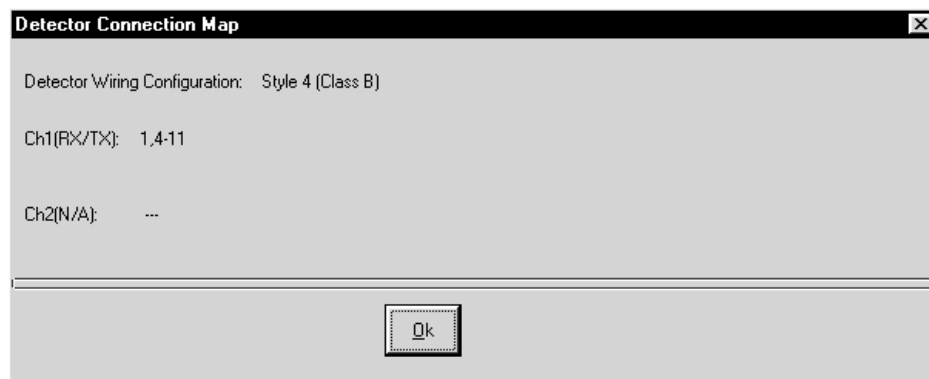 Detector Connection Map
Detector Wiring Configuration: Style 4 (Class B)
Ch1(RX/TX): 1,4-11
Ch2(N/A): ---
Ok